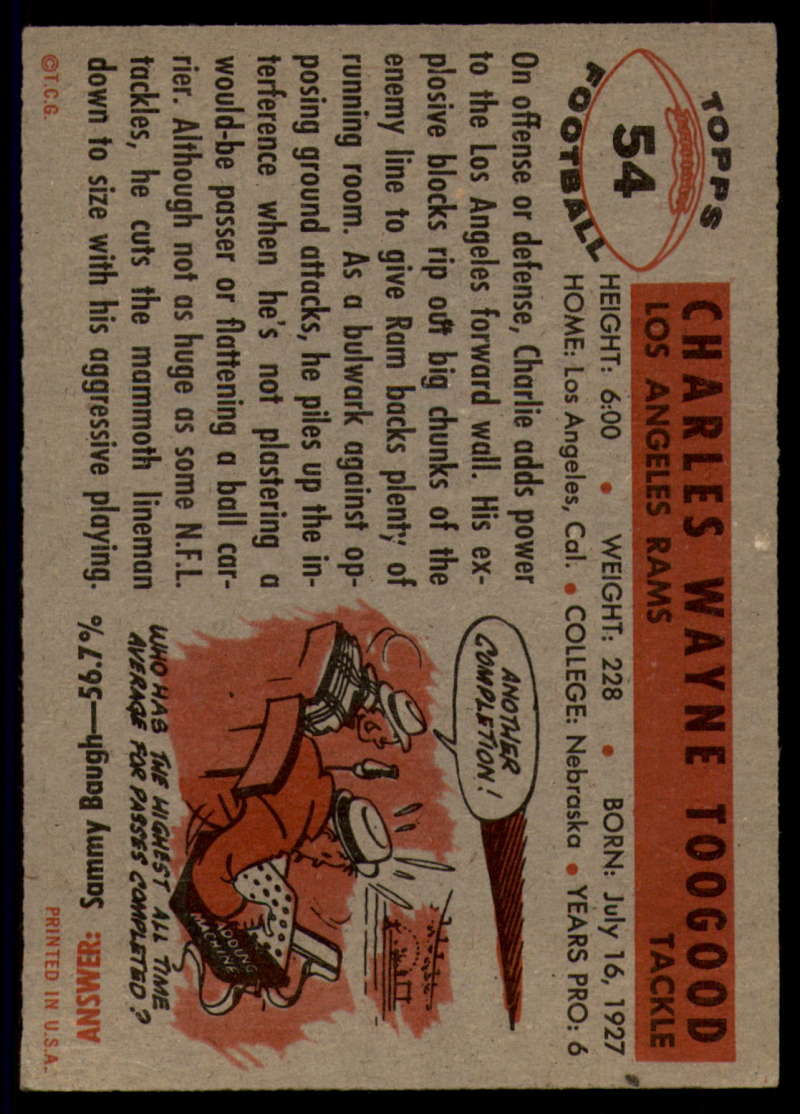 TOPPS
54
FOOTBALL
CHARLES WAYNE TOOGOOD
LOS ANGELES RAMS TACKLE
HEIGHT: 6:00 • WEIGHT: 228 • BORN: July 16, 1927
HOME: Los Angeles, Cal. • COLLEGE: Nebraska • YEARS PRO: 6
On offense or defense, Charlie adds power
to the Los Angeles forward wall. His ex-
plosive blocks rip off big chunks of the
enemy line to give Ram backs plenty of
running room. As a bulwark against op-
posing ground attacks, he piles up the in-
terference when he's not plastering a
would-be passer or flattening a ball car-
rier. Although not as huge as some N.F.L.
tackles, he cuts the mammoth lineman
down to size with his aggressive playing.
©T.C.G.
ANOTHER
COMPLETION!
ADDING
MACHINE
WHO HAS THE HIGHEST ALL TIME
AVERAGE FOR PASSES COMPLETED?
ANSWER: Sammy Baugh—56.7%
PRINTED IN U.S.A.